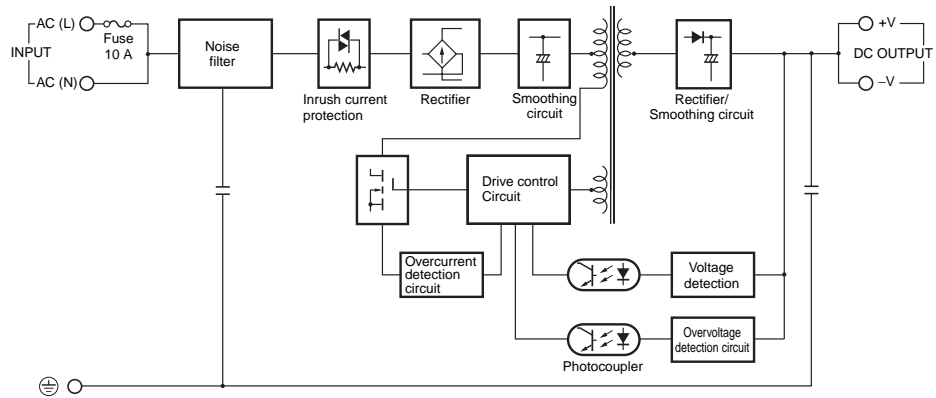 AC (L)
Fuse
10 A
INPUT
AC (N)
Noise
filter
Inrush current
protection
Rectifier
Smoothing
circuit
Rectifier/
Smoothing circuit
+V
DC OUTPUT
–V
Drive control
Circuit
Overcurrent
detection
circuit
Voltage
detection
Overvoltage
detection circuit
Photocoupler